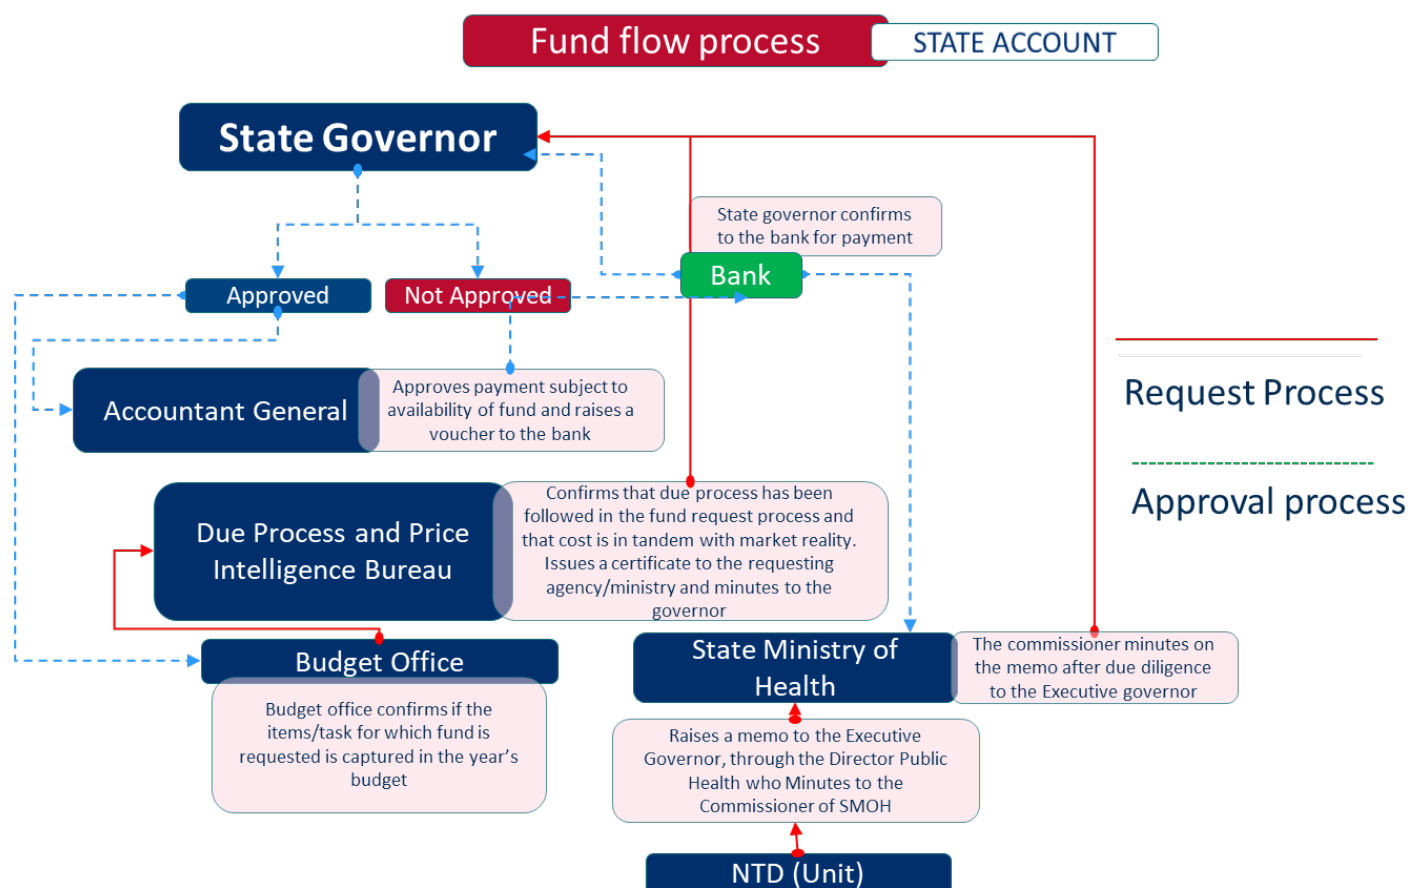 Fund flow process
STATE ACCOUNT
State Governor
State governor confirms
to the bank for payment
Bank
Approved
Not Approved
Accountant General
Approves payment subject to
availability of fund and raises a
voucher to the bank
Request Process
Approval process
Due Process and Price
Intelligence Bureau
Confirms that due process has been
followed in the fund request process and
that cost is in tandem with market reality.
Issues a certificate to the requesting
agency/ministry and minutes to the
governor
Budget Office
Budget office confirms if the
items/task for which fund is
requested is captured in the year’s
budget
State Ministry of
Health
The commissioner minutes on
the memo after due diligence
to the Executive governor
Raises a memo to the Executive
Governor, through the Director Public
Health who Minutes to the
Commissioner of SMOH
NTD (Unit)